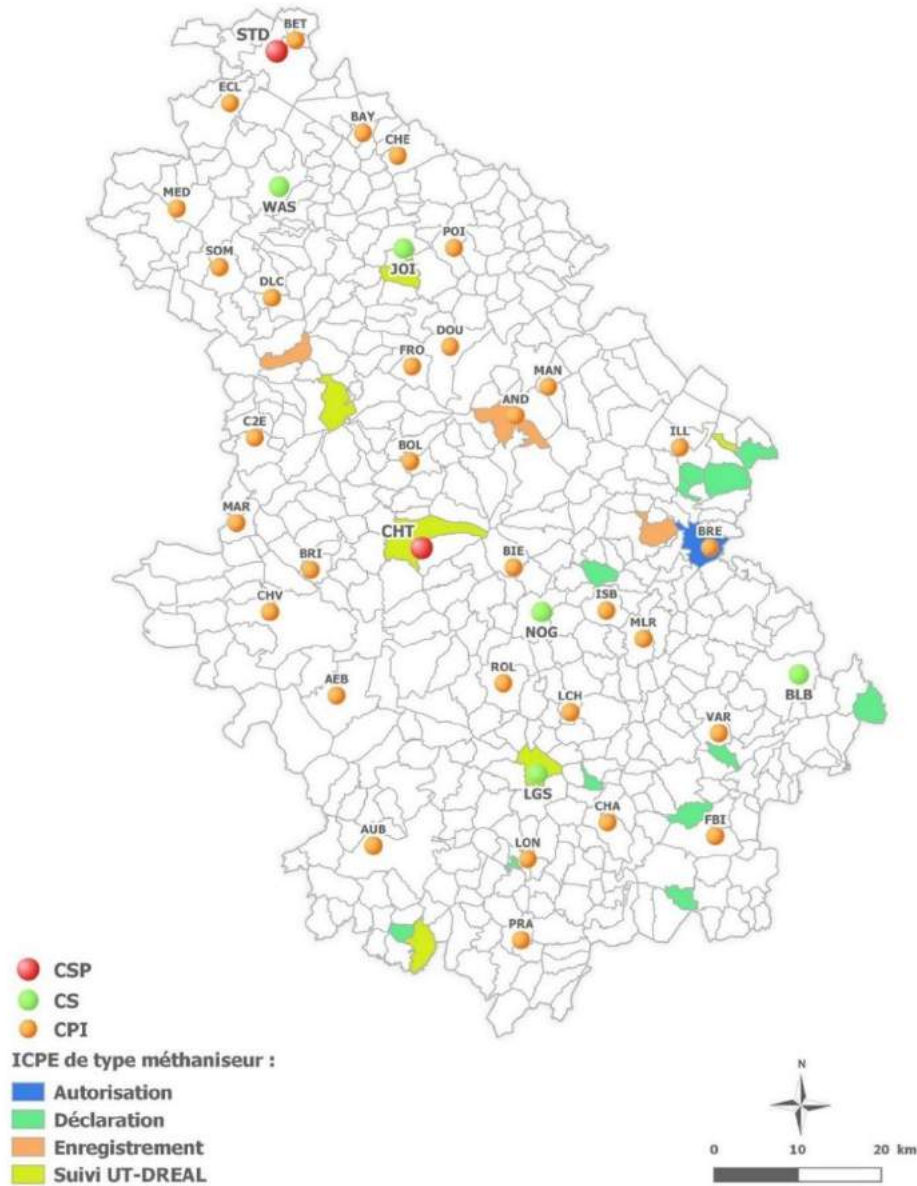 BET
STD
ECL
BAY
CHE
MED
WAS
SOM
POI
JOI
DLC
DOU
FRO
MAN
AND
C2E
BOL
ILL
MAR
CHT
BRE
BRI
BIE
CHV
ISB
NOG
MLR
AEB
ROL
LCH
BLB
VAR
LGS
CHA
FBI
AUB
LON
PRA
CSP
CS
CPI
ICPE de type méthaniseur :
Autorisation
Déclaration
Enregistrement
Suivi UT-DREAL
N
0 10 20 km